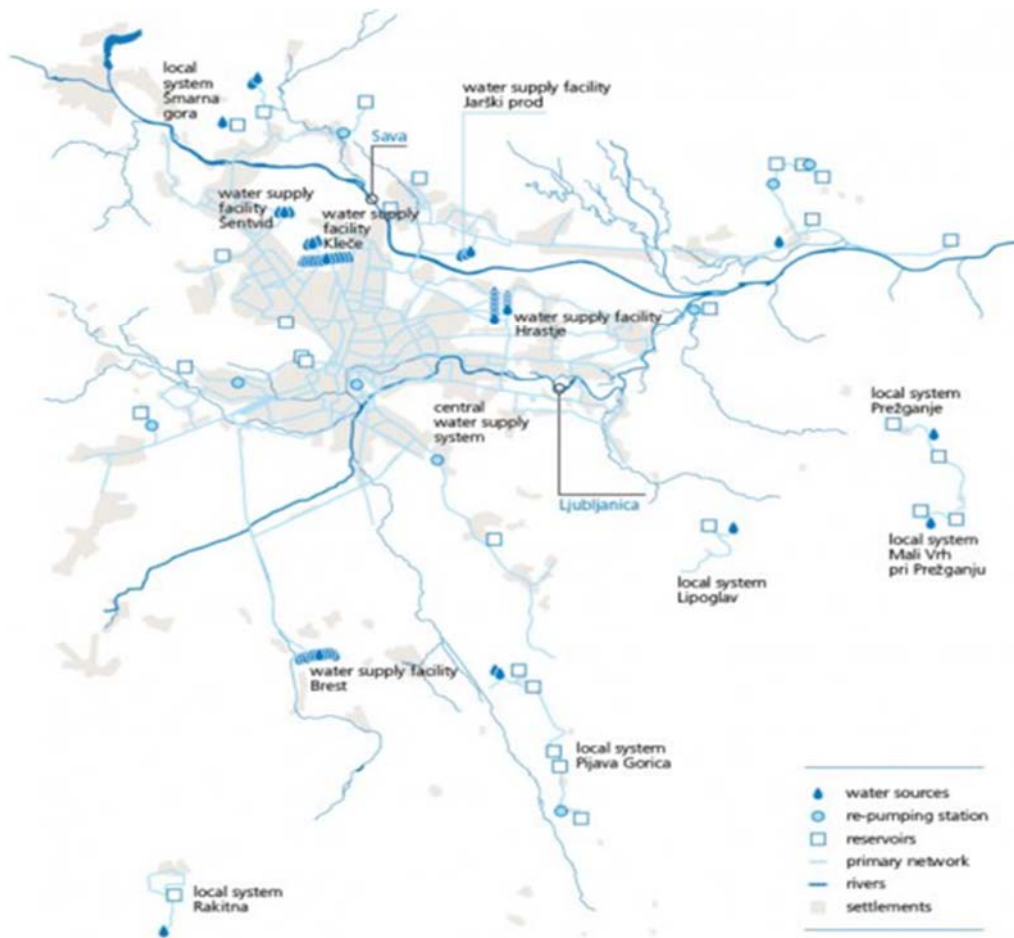 local
system
Šmarna
gora
water supply facility
Jarški prod
Sava
water supply
facility
Šentvid
water supply
facility
Kleče
water supply facility
Hrastje
central
water supply
system
local system
Prežganje
Ljubljanica
local system
Mali Vrh
pri Prežganju
local system
Lipoglav
water supply facility
Brest
local system
Pijava Gorica
local system
Rakitna
water sources
re-pumping station
reservoirs
primary network
rivers
settlements